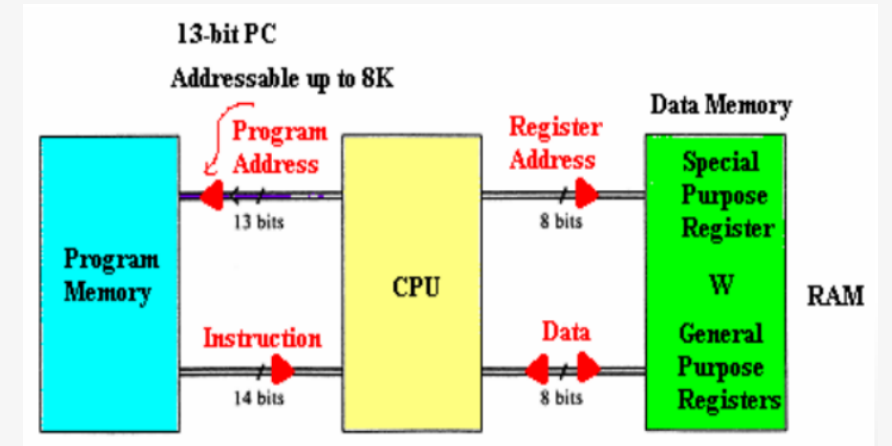 13-bit PC
Addressable up to 8K
Program
Address
13 bits
Program
Memory
Instruction
14 bits
CPU
Register
Address
8 bits
Data
8 bits
Data Memory
Special
Purpose
Register
W
General
Purpose
Registers
RAM